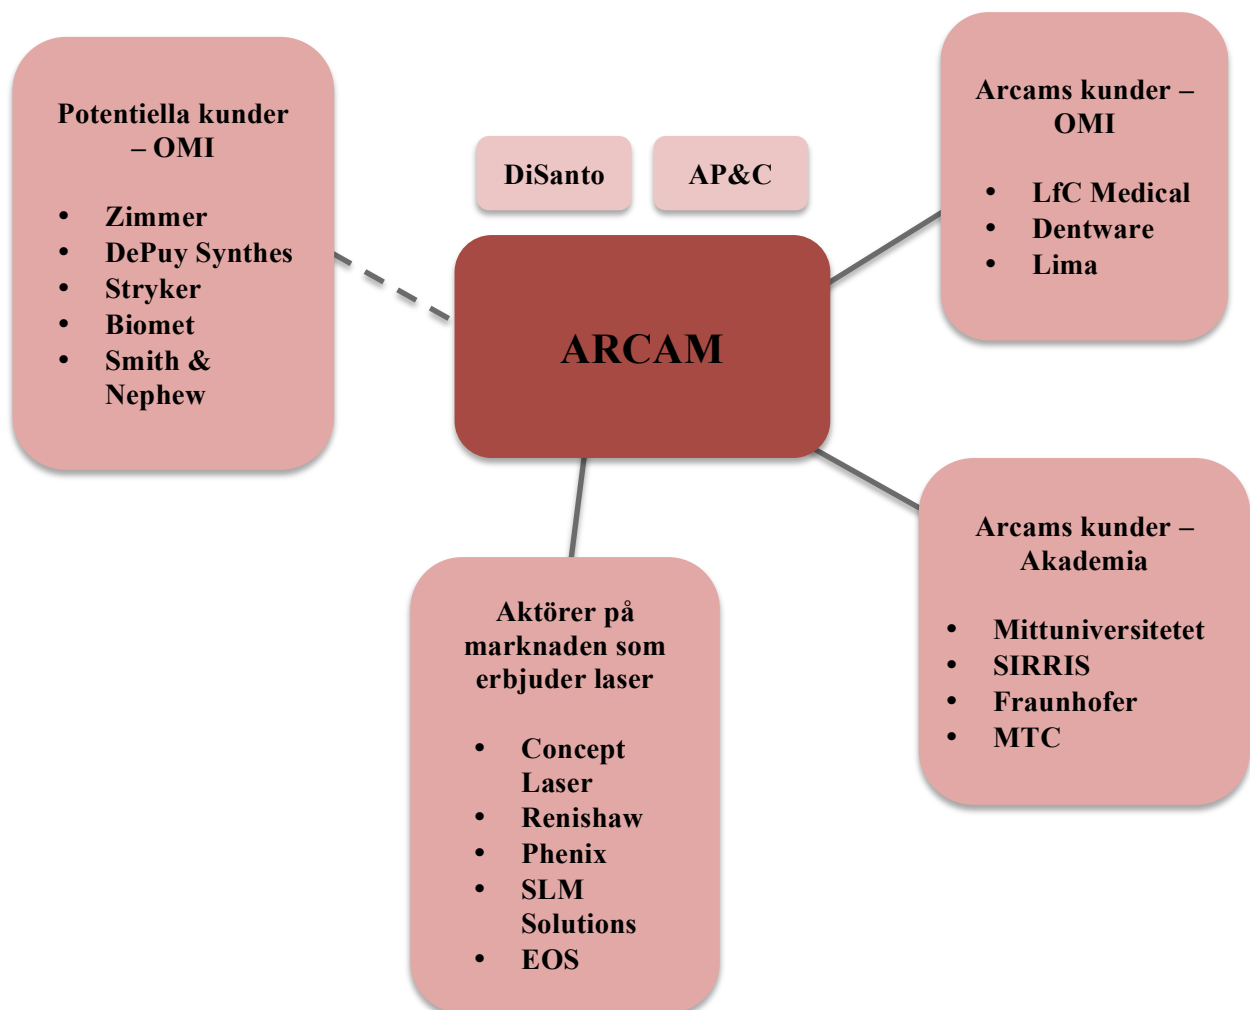 Potentiella kunder
– OMI
• Zimmer
• DePuy Synthes
• Stryker
• Biomet
• Smith &
Nephew
DiSanto
AP&C
ARCAM
Arcams kunder –
OMI
• LfC Medical
• Dentware
• Lima
Arcams kunder –
Akademia
• Mittuniversitetet
• SIRRIS
• Fraunhofer
• MTC
Aktörer på
marknaden som
erbjuder laser
• Concept
Laser
• Renishaw
• Phenix
• SLM
Solutions
• EOS